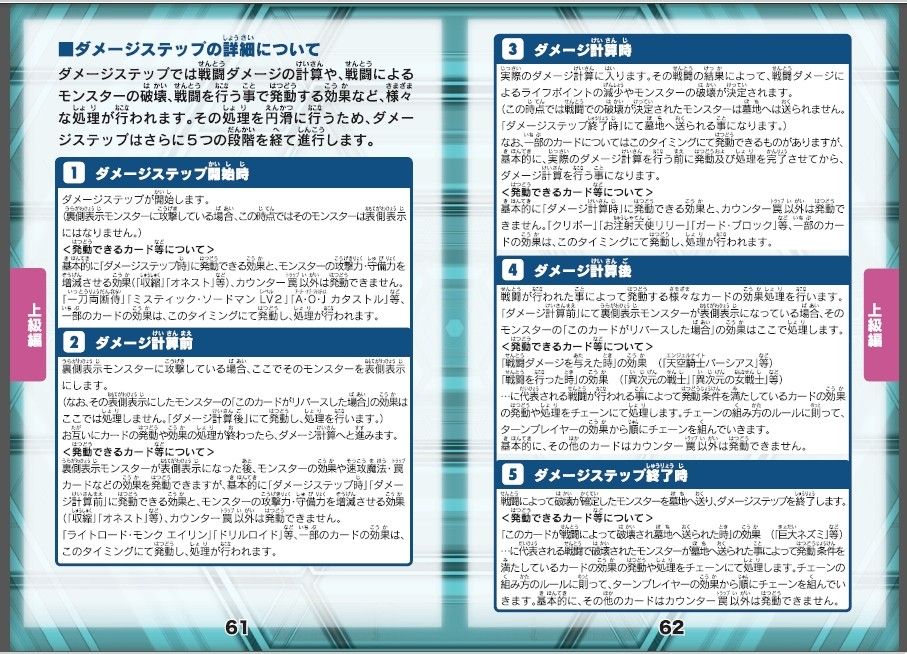 ■ダメージステップの詳細について
ダメージステップでは戦闘ダメージの計算や、戦闘による
モンスターの破壊、戦闘を行う事で発動する効果など、様々
な処理が行われます。その処理を円滑に行うため、ダメー
ジステップはさらに５つの段階を経て進行します。
1 ダメージステップ開始時
ダメージステップが開始します。
(裏側表示モンスターに攻撃している場合、この時点ではそのモンスターは表側表示
にはなりません。)
＜発動できるカード等について＞
基本的に「ダメージステップ時」に発動できる効果と、モンスターの攻撃力・守備力を
増減させる効果(「収縮」「オネスト」等)、カウンター罠以外は発動できません。
「一刀両断侍」「ミスティック・ソードマン LV2」「A・O・J カタストル」等、
一部のカードの効果は、このタイミングにて発動し、処理が行われます。
2 ダメージ計算前
裏側表示モンスターに攻撃している場合、ここでそのモンスターを表側表示
にします。
(なお、その表側表示にしたモンスターの「このカードがリバースした場合」の効果は
ここでは処理しません。「ダメージ計算後」にて発動し、処理を行います。)
お互いにカードの発動や効果の処理が終わったら、ダメージ計算へと進みます。
＜発動できるカード等について＞
裏側表示モンスターが表側表示になった後、モンスターの効果や速攻魔法・罠
カードなどの効果を発動できますが、基本的に「ダメージステップ時」「ダメー
ジ計算前」に発動できる効果と、モンスターの攻撃力・守備力を増減させる効果
(「収縮」「オネスト」等)、カウンター罠以外は発動できません。
「ライトロード・モンク エイリン」「ドリルロイド」等、一部のカードの効果は、
このタイミングにて発動し、処理が行われます。
上級編
61
3 ダメージ計算時
実際のダメージ計算に入ります。その戦闘の結果によって、戦闘ダメージに
よるライフポイントの減少やモンスターの破壊が決定されます。
(この時点では戦闘での破壊が決定されたモンスターは墓地へは送られません。
「ダメージステップ終了時」にて墓地へ送られる事になります。)
なお、一部のカードについてはこのタイミングにて発動できるものがありますが、
基本的に、実際のダメージ計算を行う前に発動及び処理を完了させてから、
ダメージ計算を行う事になります。
＜発動できるカード等について＞
基本的に「ダメージ計算時」に発動できる効果と、カウンター罠以外は発動で
きません。「クリボー」「お注射天使リリー」「ガード・ブロック」等、一部のカー
ドの効果は、このタイミングにて発動し、処理が行われます。
4 ダメージ計算後
戦闘が行われた事によって発動する様々なカードの効果処理を行います。
「ダメージ計算前」にて裏側表示モンスターが表側表示になっている場合、その
モンスターの「このカードがリバースした場合」の効果はここで処理します。
＜発動できるカード等について＞
「戦闘ダメージを与えた時」の効果 (「天空騎士パーシアス」等)
「戦闘を行った時」の効果 (「異次元の戦士」「異次元の女戦士」等)
…に代表される戦闘が行われる事によって発動条件を満たしているカードの効果
の発動や処理をチェーンにて処理します。チェーンの組み方のルールに則って、
ターンプレイヤーの効果から順にチェーンを組んでいきます。
基本的に、その他のカードはカウンター罠以外は発動できません。
5 ダメージステップ終了時
戦闘によって破壊が確定したモンスターを墓地へ送り、ダメージステップを終了します。
＜発動できるカード等について＞
「このカードが戦闘によって破壊され墓地へ送られた時」の効果 (「巨大ネズミ」等)
…に代表される戦闘で破壊されたモンスターが墓地へ送られた事によって発動条件を
満たしているカードの効果の発動や処理をチェーンにて処理します。チェーンの
組み方のルールに則って、ターンプレイヤーの効果から順にチェーンを組んでい
きます。基本的に、その他のカードはカウンター罠以外は発動できません。
上級編
62